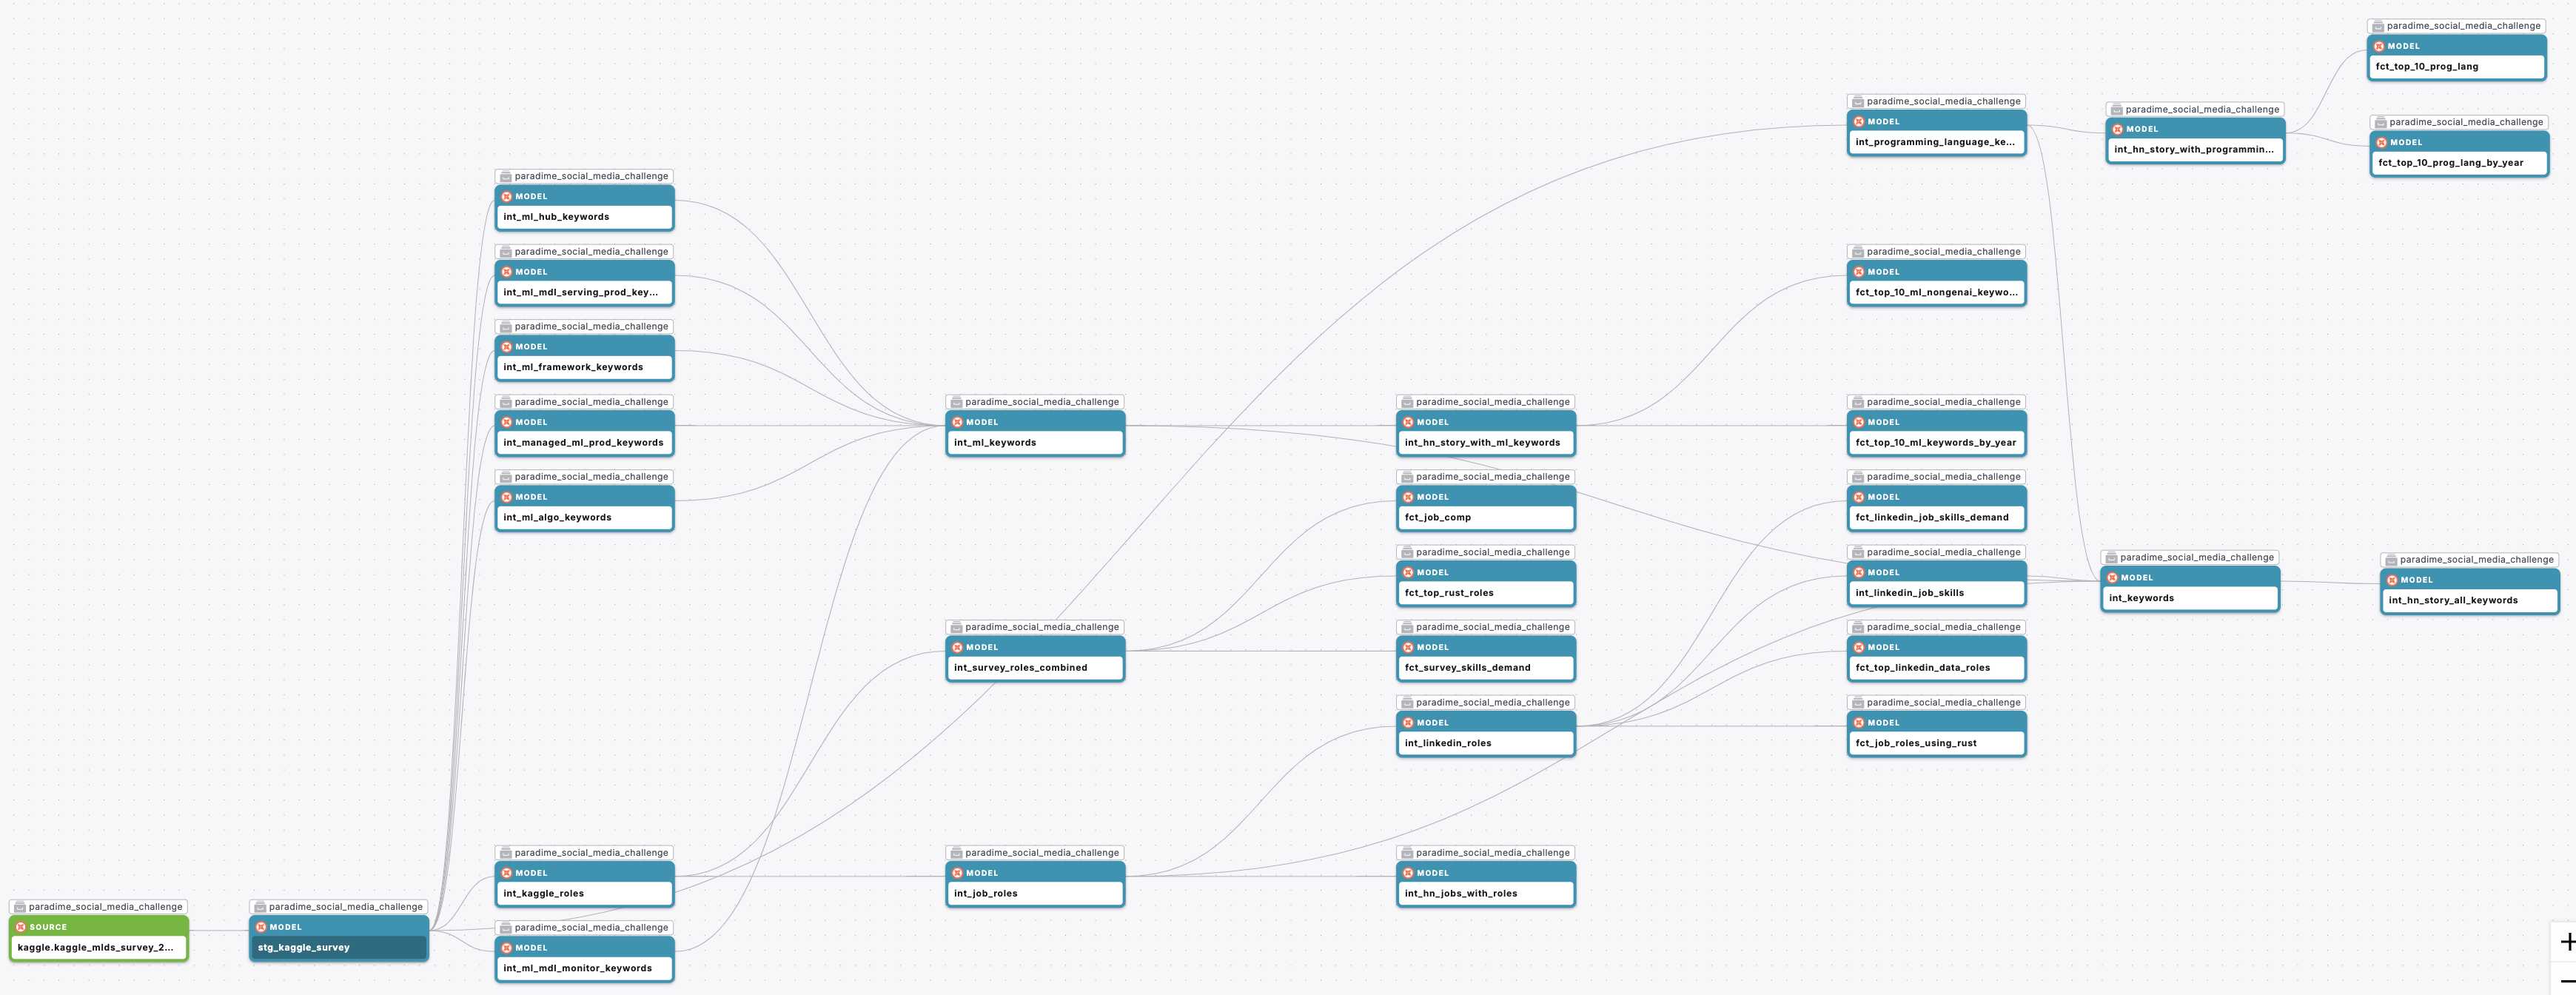 paradime_social_media_challenge
MODEL
fct_top_10_prog_lang
paradime_social_media_challenge
MODEL
int_programming_language_ke...
paradime_social_media_challenge
MODEL
int_hn_story_with_programmin...
paradime_social_media_challenge
MODEL
fct_top_10_prog_lang_by_year
paradime_social_media_challenge
MODEL
int_ml_hub_keywords
paradime_social_media_challenge
MODEL
int_ml_mdl_serving_prod_key...
paradime_social_media_challenge
MODEL
fct_top_10_ml_nongenai_keywo...
paradime_social_media_challenge
MODEL
int_ml_framework_keywords
paradime_social_media_challenge
MODEL
int_managed_ml_prod_keywords
paradime_social_media_challenge
MODEL
int_ml_keywords
paradime_social_media_challenge
MODEL
int_hn_story_with_ml_keywords
paradime_social_media_challenge
MODEL
fct_top_10_ml_keywords_by_year
paradime_social_media_challenge
MODEL
int_ml_algo_keywords
paradime_social_media_challenge
MODEL
fct_job_comp
paradime_social_media_challenge
MODEL
fct_linkedin_job_skills_demand
paradime_social_media_challenge
MODEL
fct_top_rust_roles
paradime_social_media_challenge
MODEL
int_linkedin_job_skills
paradime_social_media_challenge
MODEL
int_keywords
paradime_social_media_challenge
MODEL
int_hn_story_all_keywords
paradime_social_media_challenge
MODEL
int_survey_roles_combined
paradime_social_media_challenge
MODEL
fct_survey_skills_demand
paradime_social_media_challenge
MODEL
fct_top_linkedin_data_roles
paradime_social_media_challenge
MODEL
int_linkedin_roles
paradime_social_media_challenge
MODEL
fct_job_roles_using_rust
paradime_social_media_challenge
MODEL
int_kaggle_roles
paradime_social_media_challenge
MODEL
int_job_roles
paradime_social_media_challenge
MODEL
int_hn_jobs_with_roles
paradime_social_media_challenge
SOURCE
kaggle.kaggle_mlds_survey_2...
paradime_social_media_challenge
MODEL
stg_kaggle_survey
paradime_social_media_challenge
MODEL
int_ml_mdl_monitor_keywords